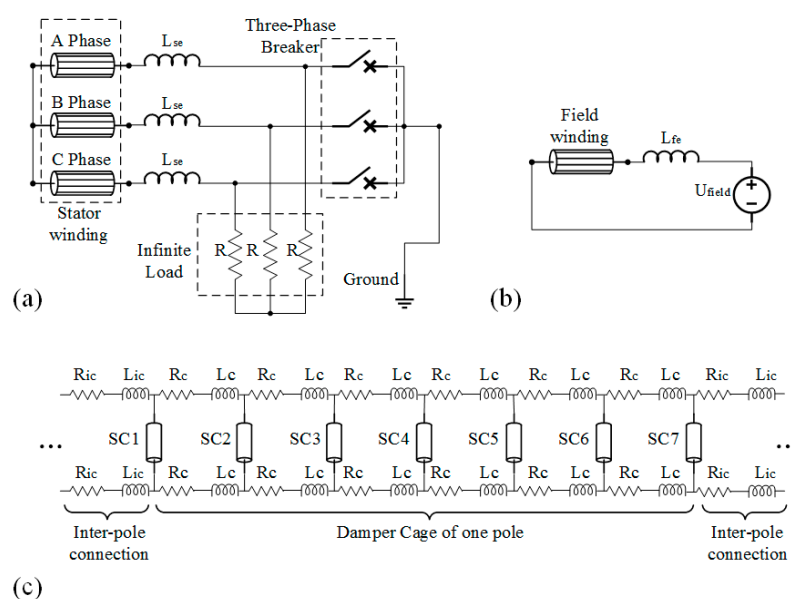 A Phase
Lse
Three-Phase
Breaker
B Phase
Lse
C Phase
Lse
Stator
winding
Infinite
Load
R R R
Ground
(a)
Field
winding
Lfe
Ufield
(b)
Ric Lic Rc Lc Rc Lc Rc Lc Rc Lc Rc Lc Rc Lc Ric Lic
... SC1 SC2 SC3 SC4 SC5 SC6 SC7 ..
Ric Lic Rc Lc Rc Lc Rc Lc Rc Lc Rc Lc Rc Lc Ric Lic
Inter-pole
connection
Damper Cage of one pole
Inter-pole
connection
(c)